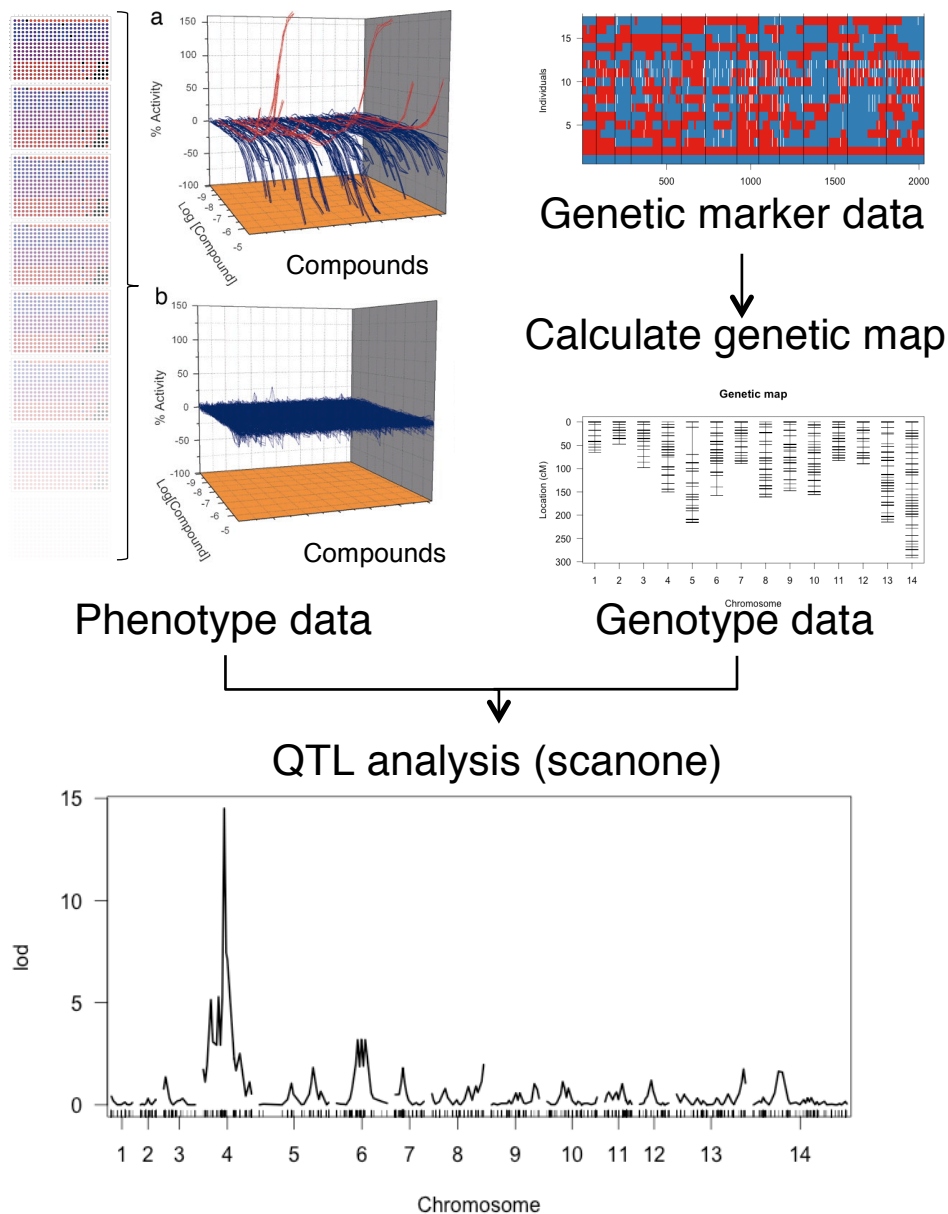 a
150
100
50
0
-50
-100
% Activity
-9
-8
-7
-6
-5
Log [Compound]
Compounds
b
150
100
50
0
-50
-100
% Activity
-9
-8
-7
-6
-5
Log[Compound]
Compounds
Phenotype data
15
10
5
Individuals
500 1000 1500 2000
Genetic marker data
Calculate genetic map
Genetic map
0
50
100
150
200
250
300
Location (cM)
1 2 3 4 5 6 7 8 9 10 11 12 13 14
Chromosome
Genotype data
QTL analysis (scanone)
15
10
5
0
lod
1 2 3 4 5 6 7 8 9 10 11 12 13 14
Chromosome